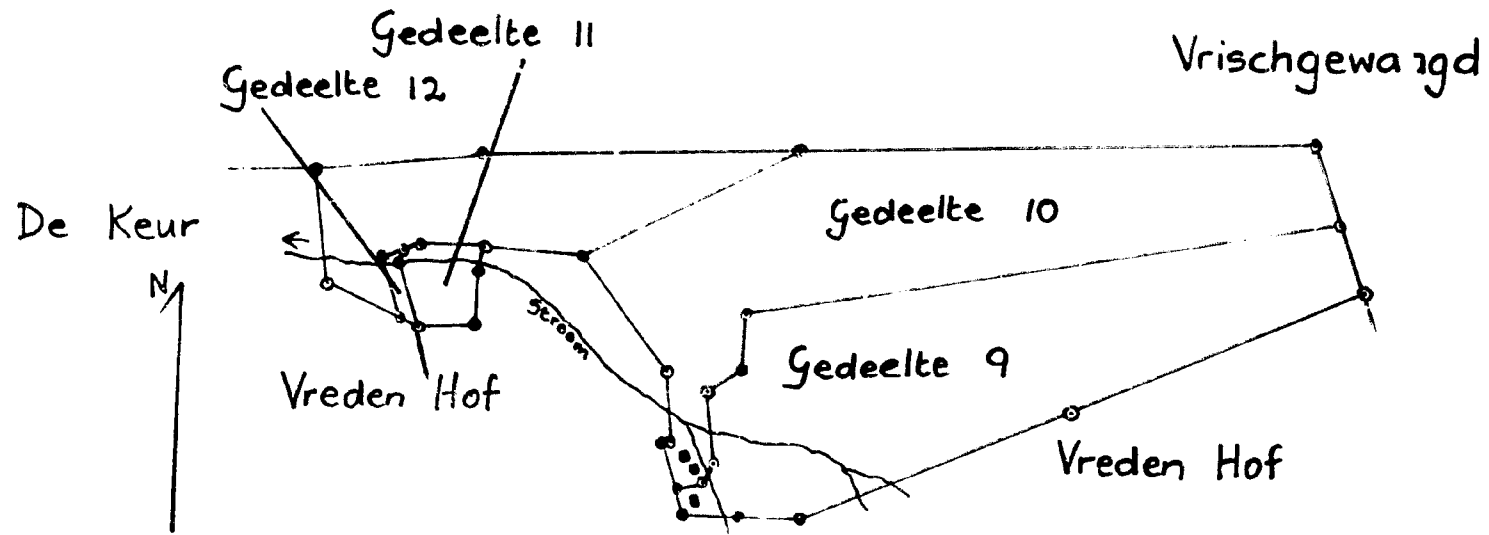 Gedeelte 11
Vrischgewaagd
Gedeelte 12
De Keur
Gedeelte 10
N
Stroom
Gedeelte 9
Vreden Hof
Vreden Hof